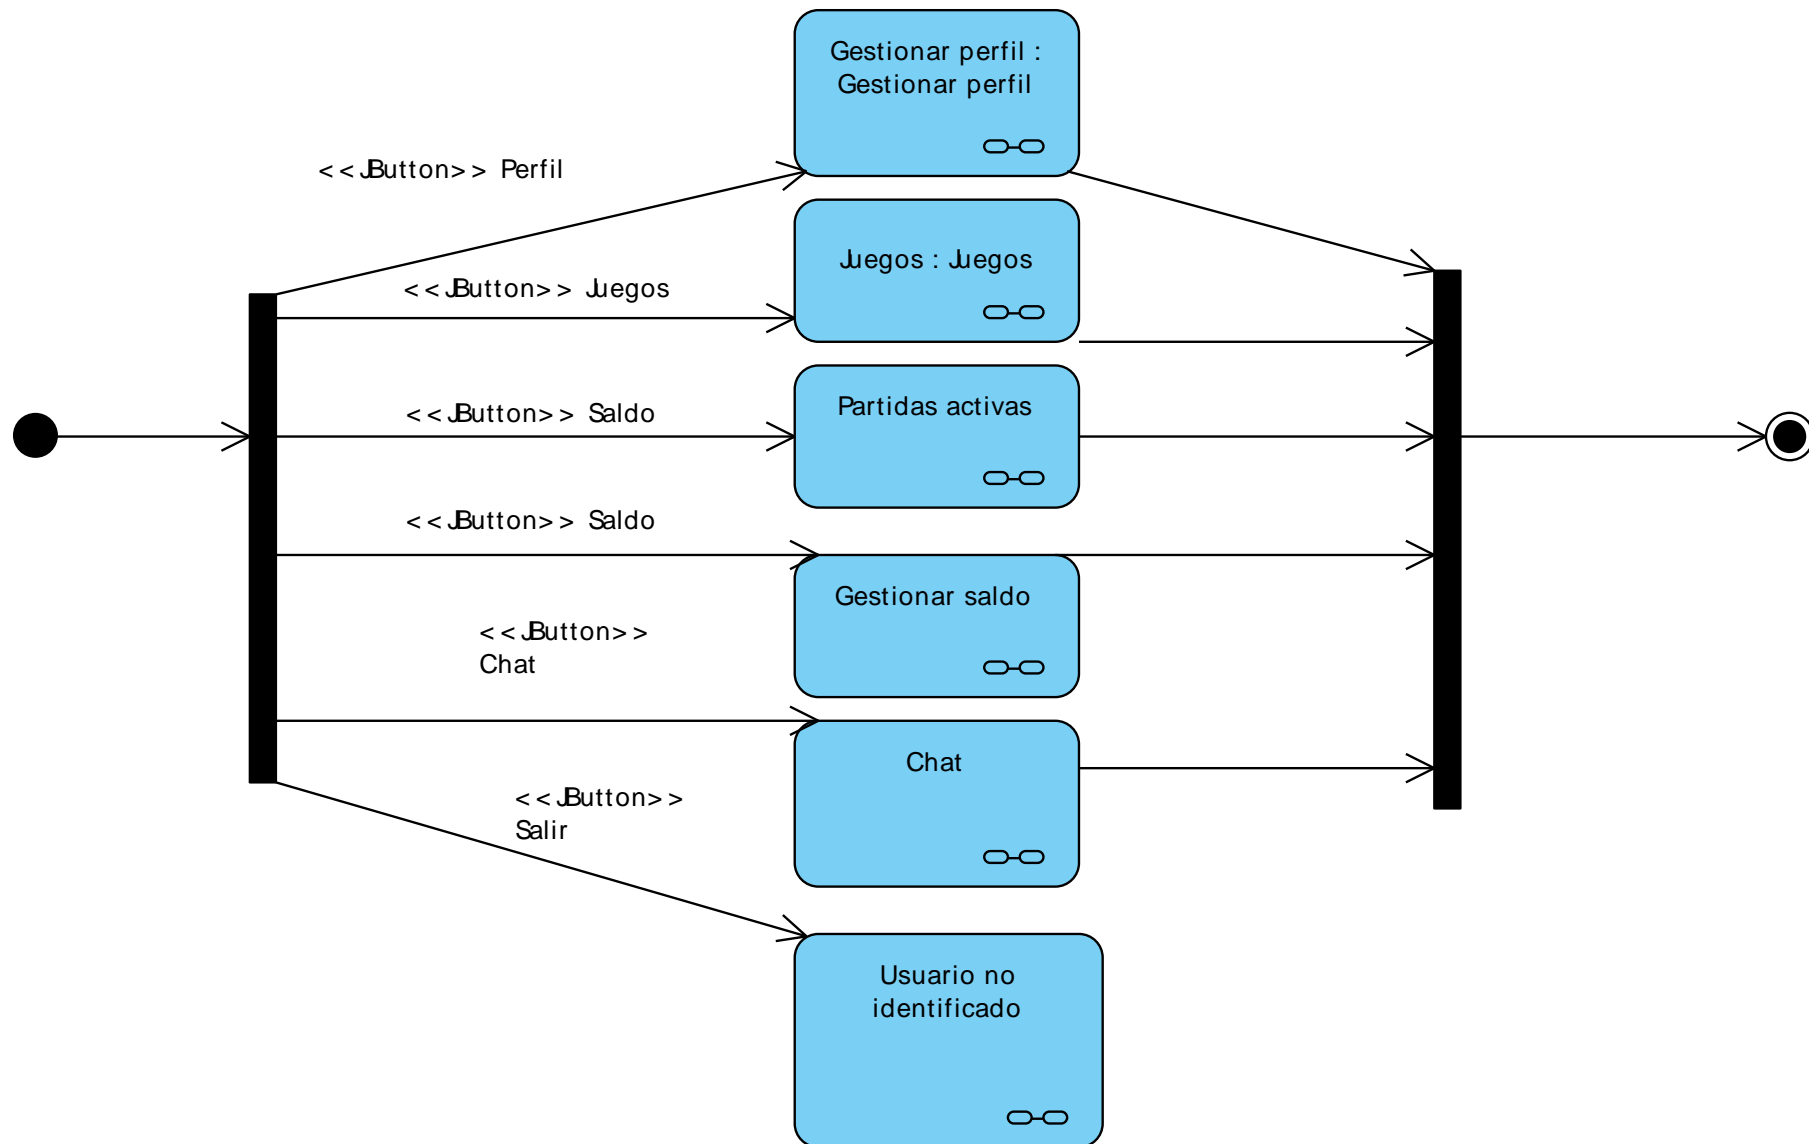 Gestionar perfil :
Gestionar perfil
<<JButton>> Perfil
Juegos : Juegos
<<JButton>> Juegos
Partidas activas
<<JButton>> Saldo
<<JButton>> Saldo
Gestionar saldo
<<JButton>>
Chat
Chat
<<JButton>>
Salir
Usuario no
identificado